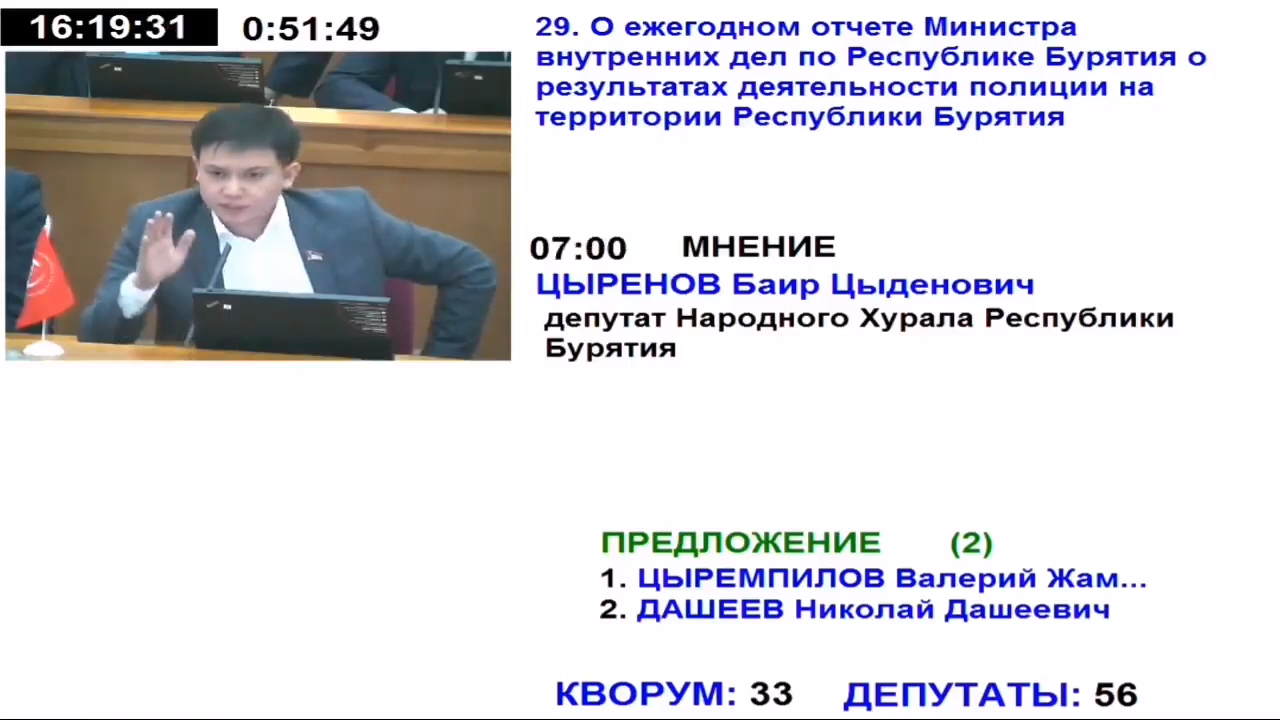 16:19:31 0:51:49
29. О ежегодном отчете Министра
внутренних дел по Республике Бурятия о
результатах деятельности полиции на
территории Республики Бурятия
07:00 МНЕНИЕ
ЦЫРЕНОВ Баир Цыденович
депутат Народного Хурала Республики
Бурятия
ПРЕДЛОЖЕНИЕ (2)
1. ЦЫРЕМПИЛОВ Валерий Жам...
2. ДАШЕЕВ Николай Дашеевич
КВОРУМ: 33 ДЕПУТАТЫ: 56